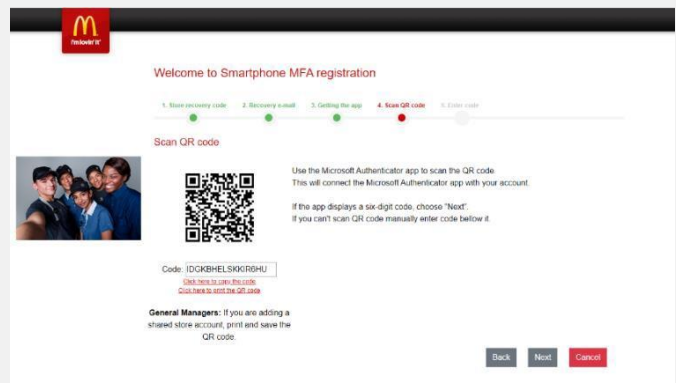 i'm lovin' it
Welcome to Smartphone MFA registration
1. Store recovery code 2. Recovery e-mail 3. Getting the app 4. Scan QR code 5. Enter code
Scan QR code
Use the Microsoft Authenticator app to scan the QR code.
This will connect the Microsoft Authenticator app with your account.
If the app displays a six-digit code, choose "Next".
If you can't scan QR code manually enter code bellow it.
Code: IDGKBHELSKKIR6HU
Click here to copy the code
Click here to print the QR code
General Managers: If you are adding a
shared store account, print and save the
QR code.
Back Next Cancel